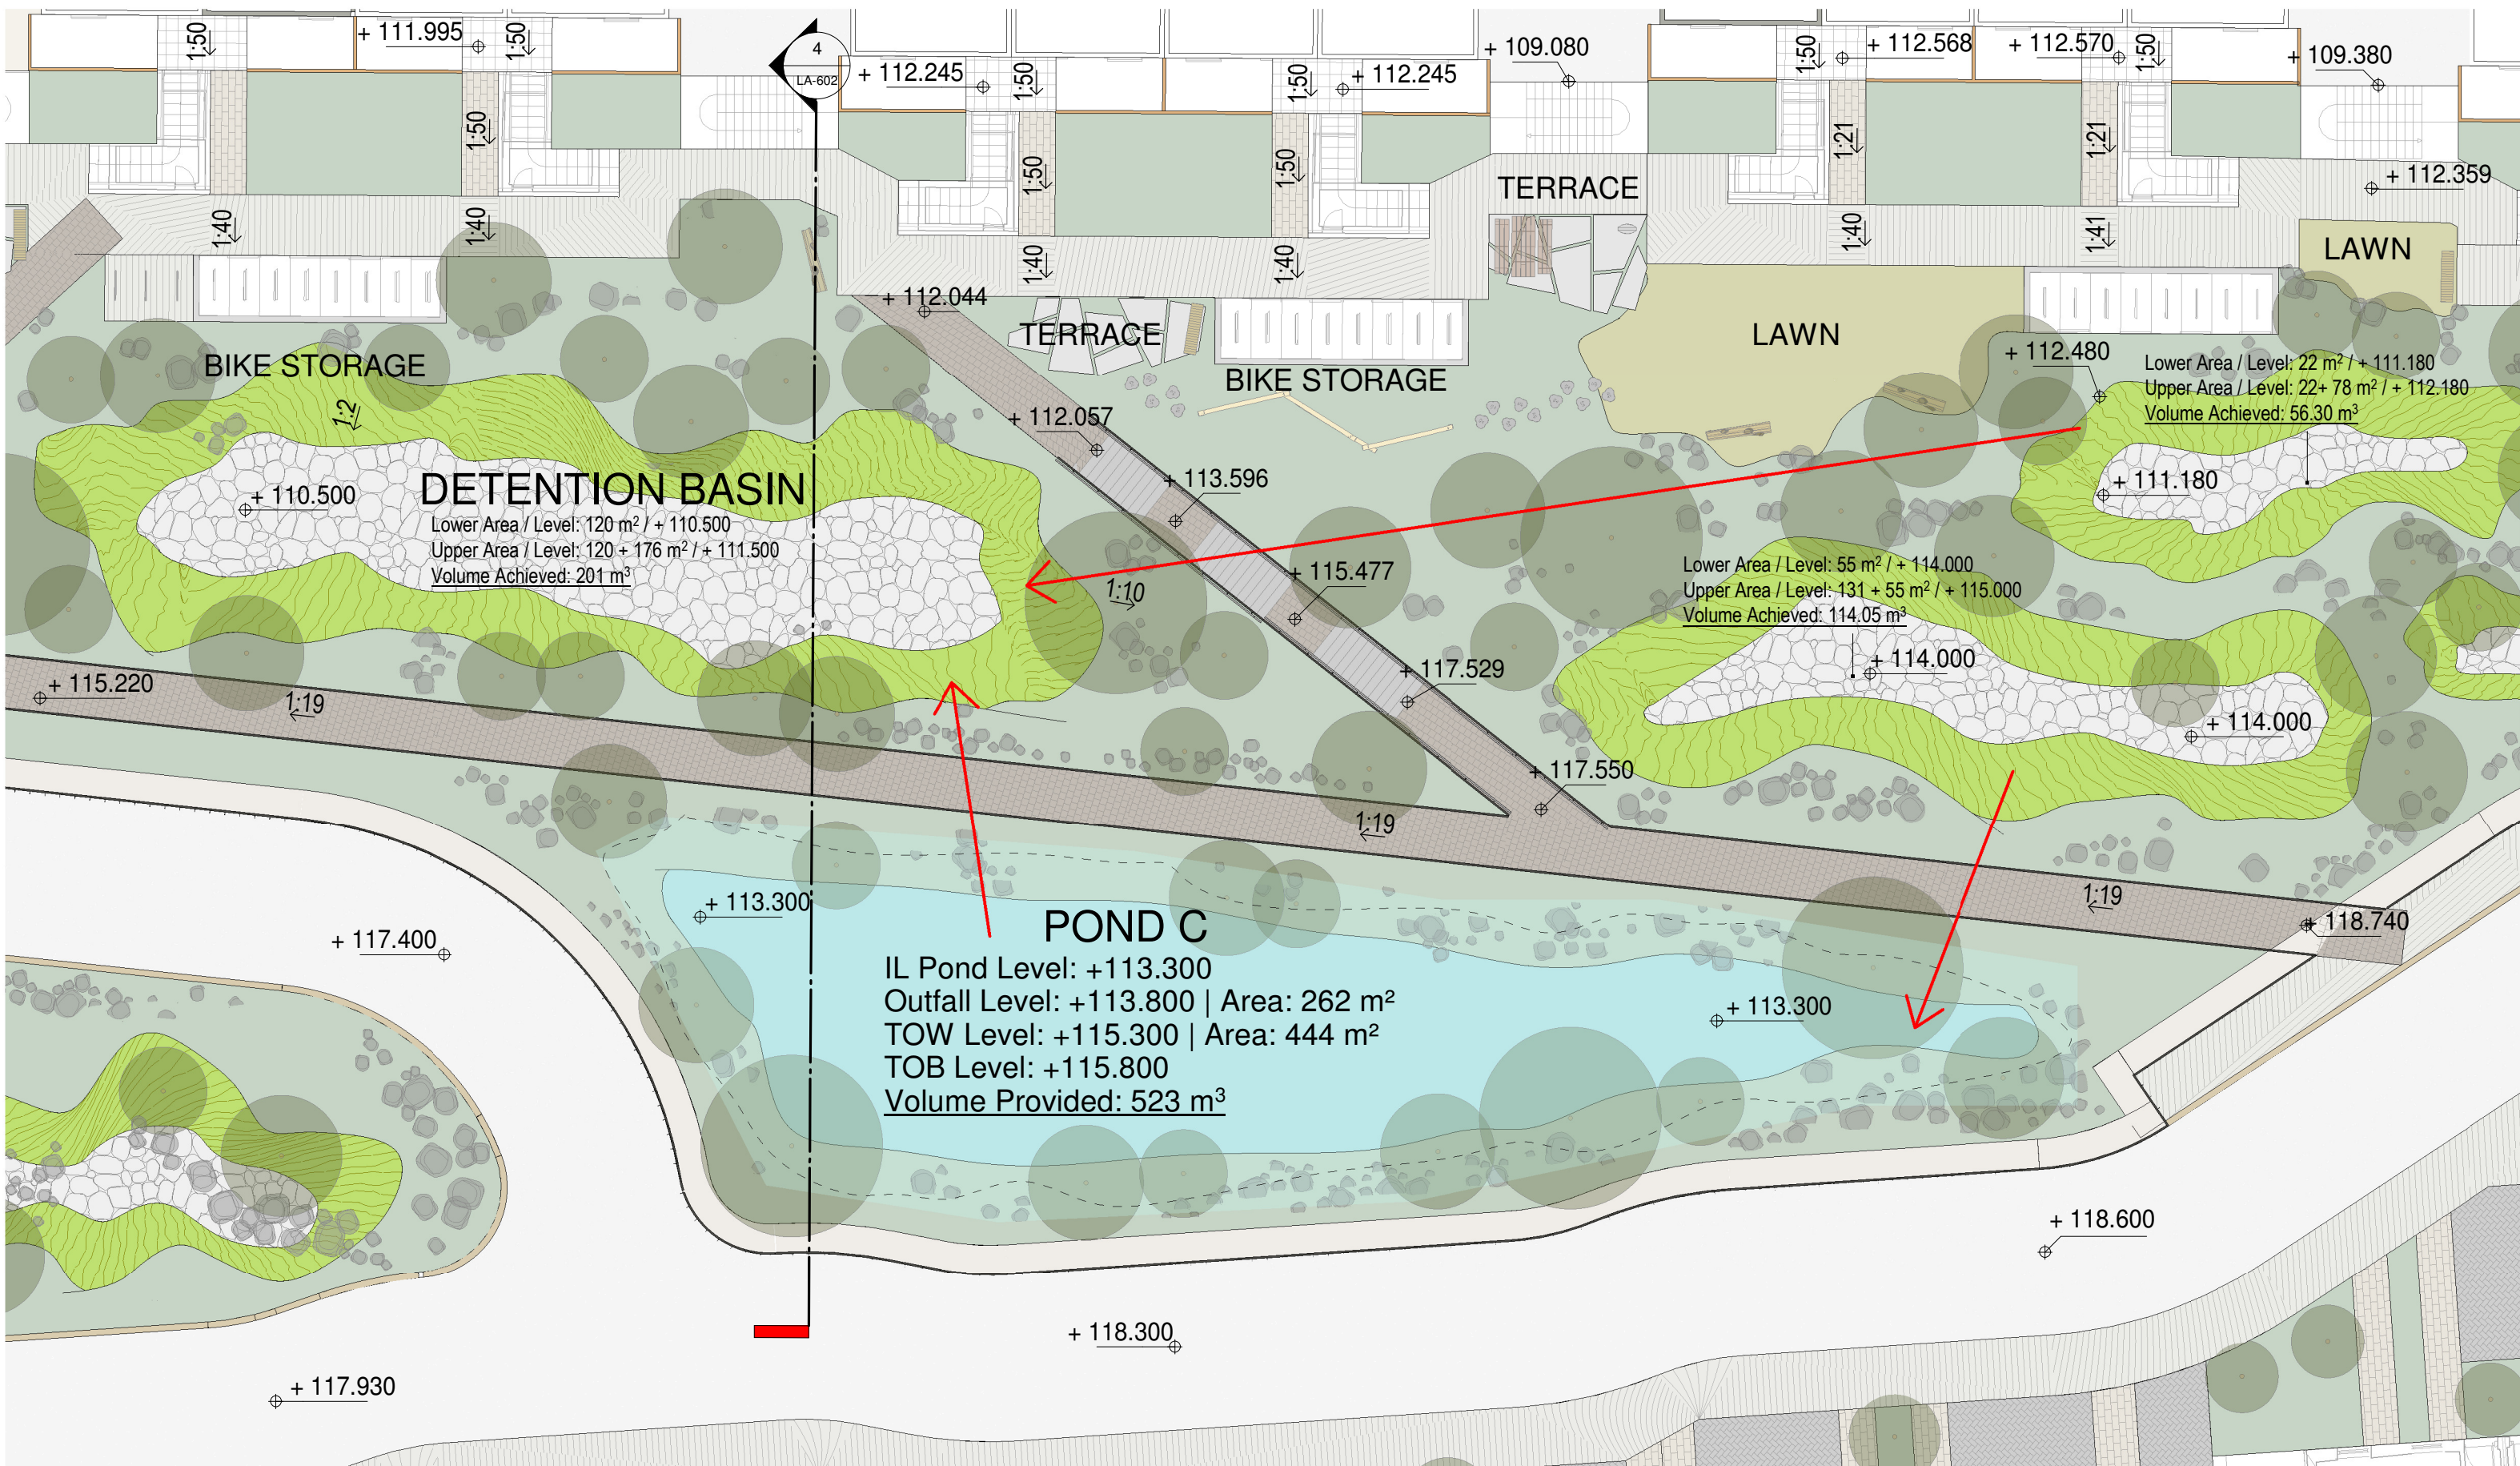 1:50
+ 111.995
1:50
4
LA-602
+ 112.245
1:50
1:50
+ 112.245
+ 109.080
1:50
+ 112.568
+ 112.570
1:50
+ 109.380
1:50
1:50
1:50
1:21
1:21
TERRACE
+ 112.359
1:40
1:40
1:40
1:40
1:40
1:41
LAWN
+ 112.044
TERRACE
LAWN
BIKE STORAGE
BIKE STORAGE
+ 112.480
Lower Area / Level: 22 m² / + 111.180
Upper Area / Level: 22+ 78 m² / + 112.180
Volume Achieved: 56.30 m³
1:2
+ 112.057
+ 113.596
+ 111.180
DETENTION BASIN
+ 110.500
Lower Area / Level: 120 m² / + 110.500
Upper Area / Level: 120 + 176 m² / + 111.500
Volume Achieved: 201 m³
1:10
+ 115.477
Lower Area / Level: 55 m² / + 114.000
Upper Area / Level: 131 + 55 m² / + 115.000
Volume Achieved: 114.05 m³
+ 114.000
+ 117.529
+ 115.220
1:19
+ 114.000
+ 117.550
1:19
1:19
+ 118.740
+ 113.300
+ 117.400
POND C
IL Pond Level: +113.300
Outfall Level: +113.800 | Area: 262 m²
TOW Level: +115.300 | Area: 444 m²
TOB Level: +115.800
Volume Provided: 523 m³
+ 113.300
+ 118.600
+ 118.300
+ 117.930